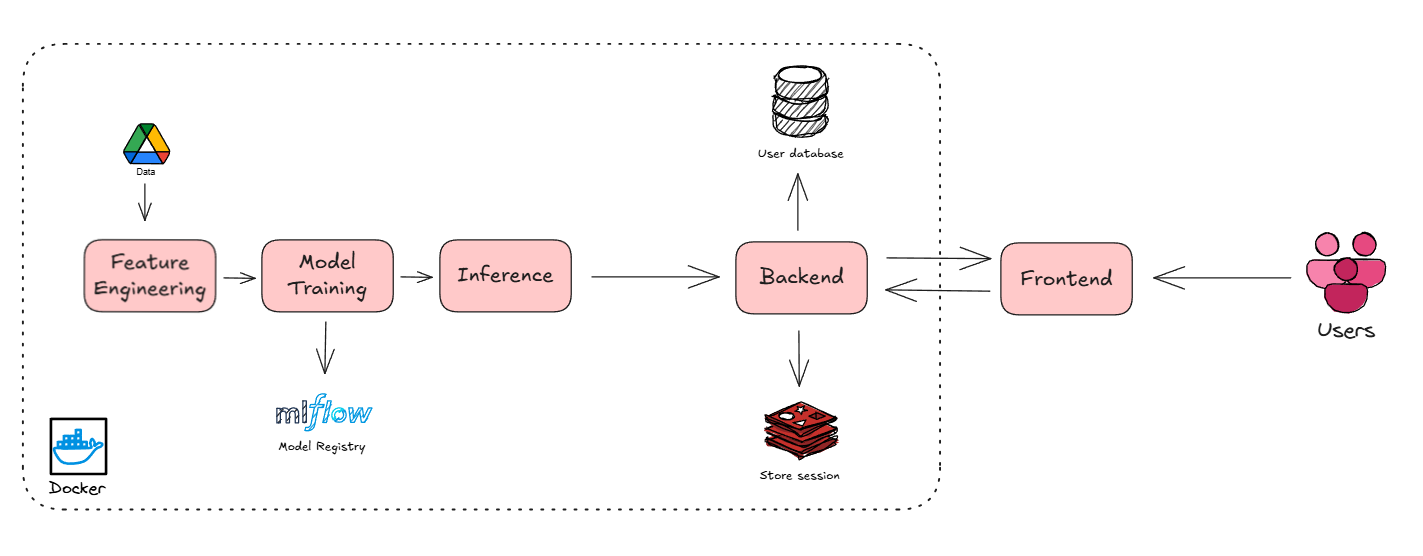 Data
User database
Feature
Engineering
Model
Training
Inference
Backend
Frontend
Users
mlflow
Model Registry
Store session
Docker